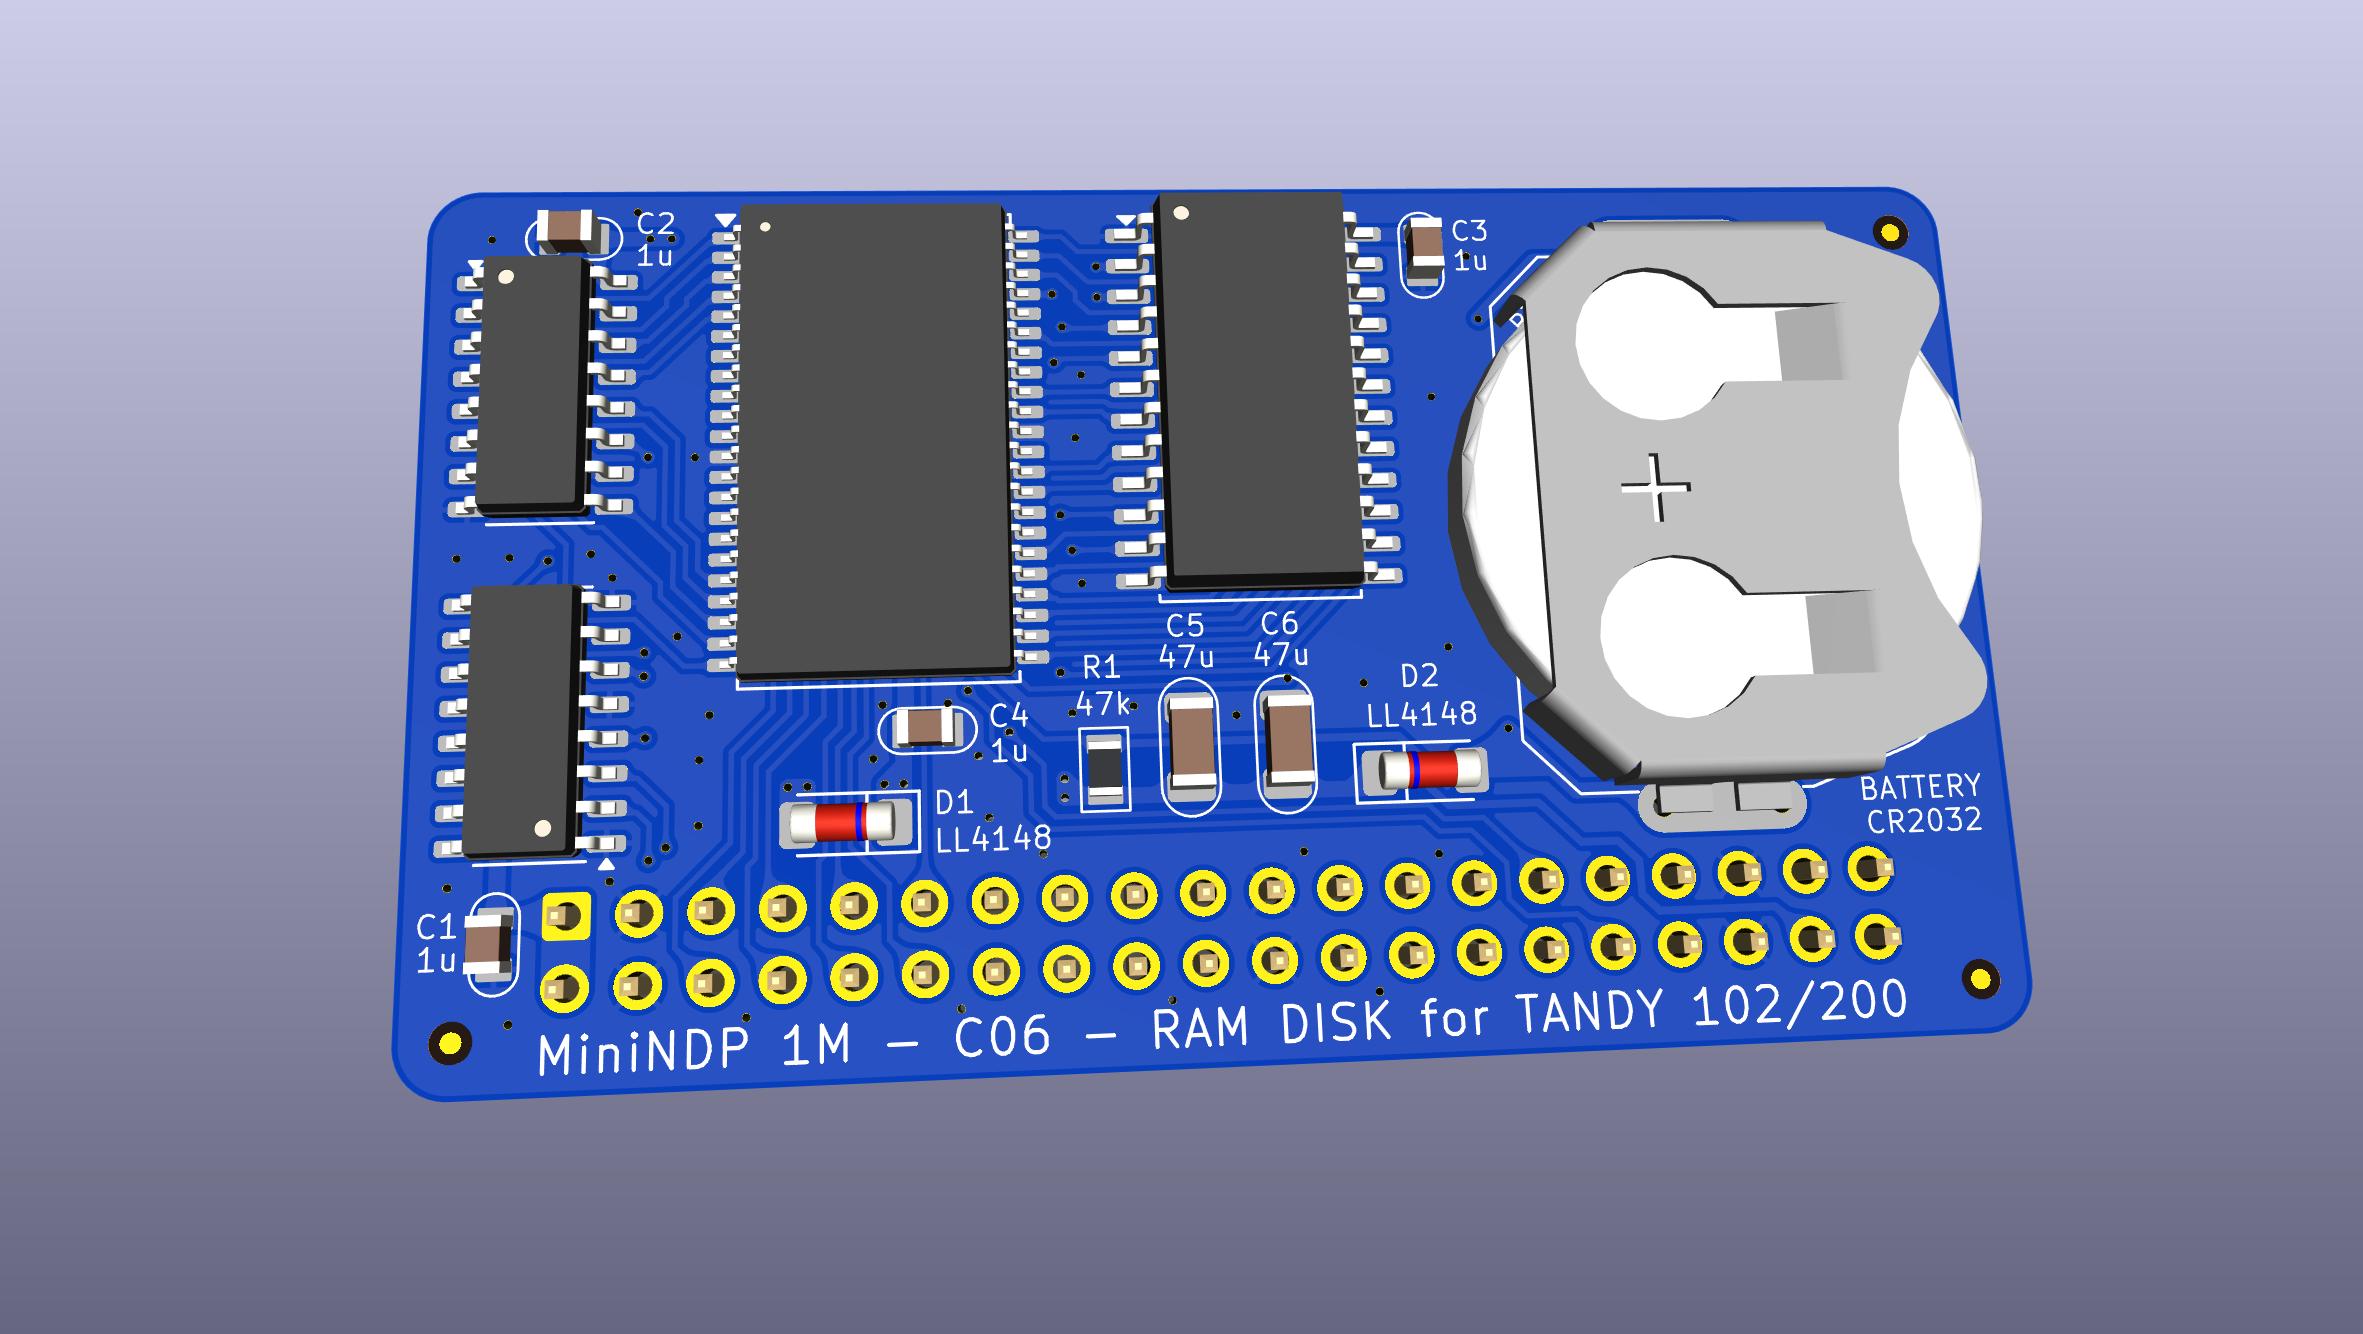 C2
1u
C3
1u
C5
47u
C6
47u
R1
47k
D2
LL4148
C4
1u
D1
LL4148
BATTERY
CR2032
C1
1u
MiniNDP 1M – C06 – RAM DISK for TANDY 102/200